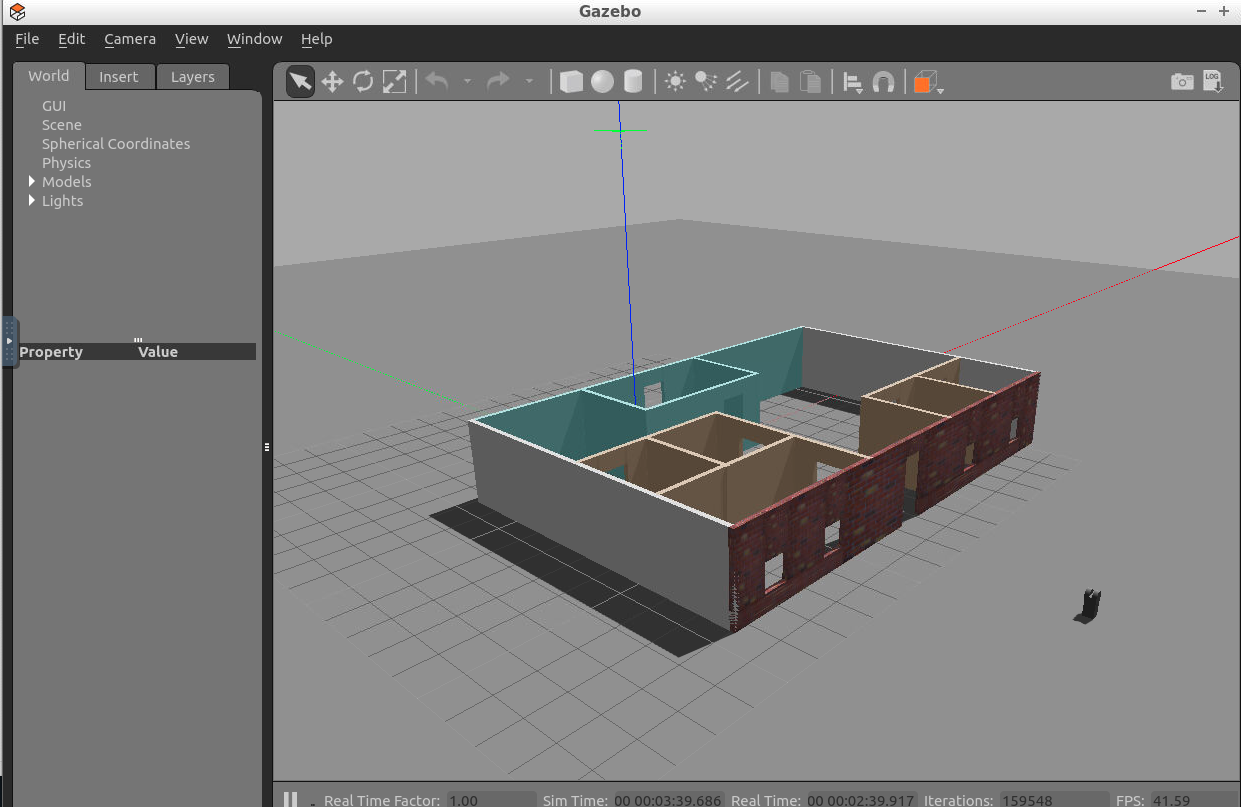 Gazebo
File Edit Camera View Window Help
World Insert Layers
LOG
GUI
Scene
Spherical Coordinates
Physics
Models
Lights
Property Value
Real Time Factor: 1.00 Sim Time: 00 00:03:39.686 Real Time: 00 00:02:39.917 Iterations: 159548 FPS: 41.59